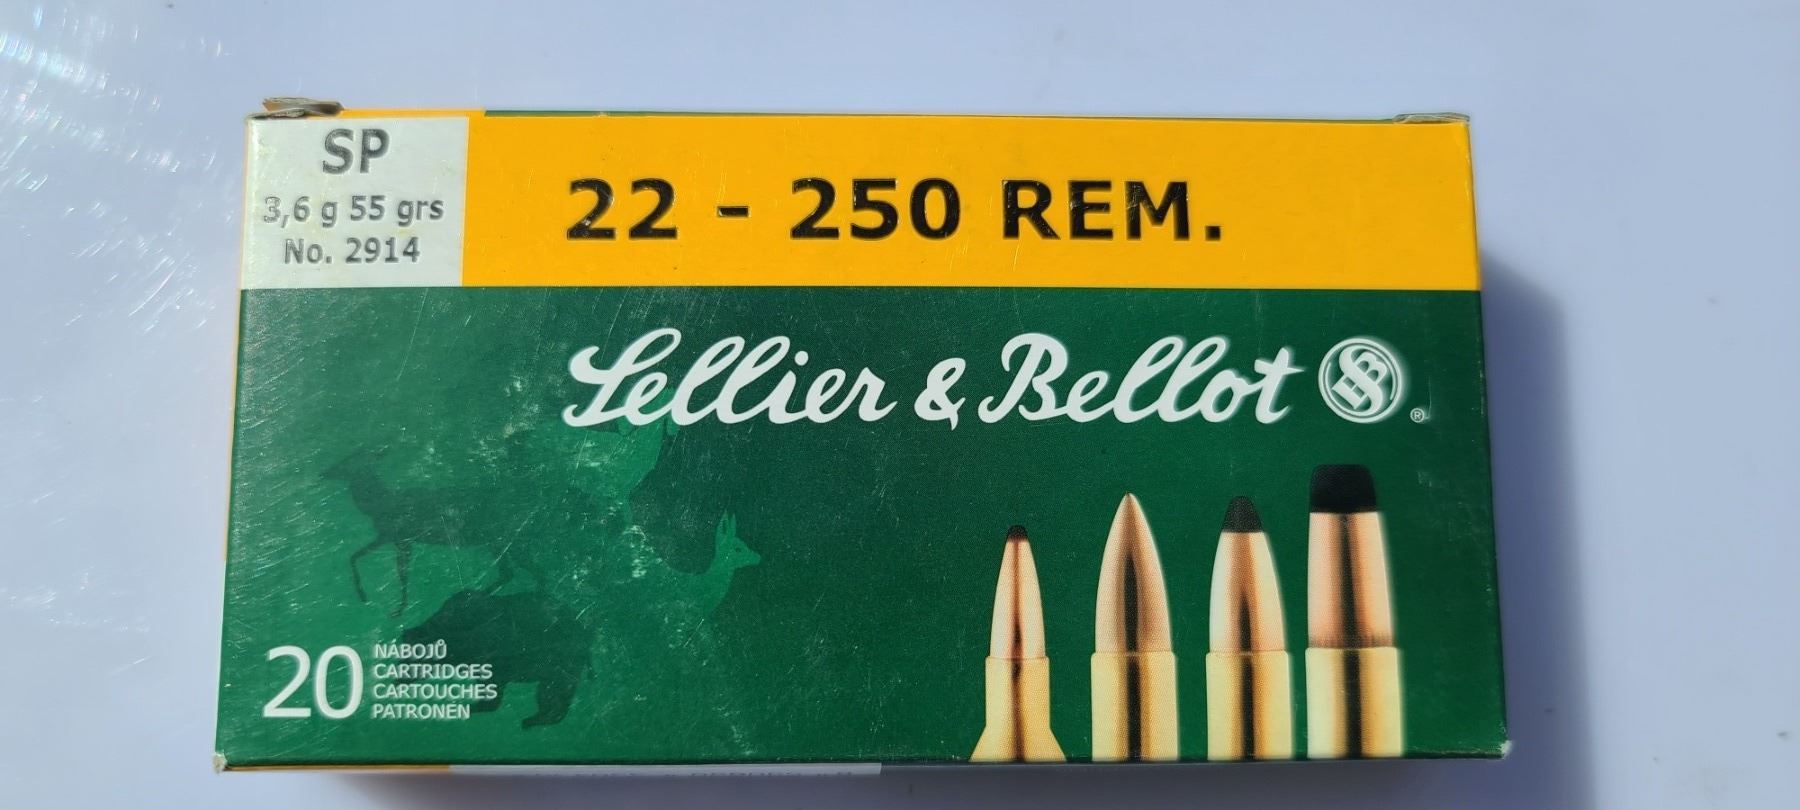 SP
3,6 g 55 grs
No. 2914
22 - 250 REM.
Sellier & Bellot
®
20
NÁBOJŮ
CARTRIDGES
CARTOUCHES
PATRONEN